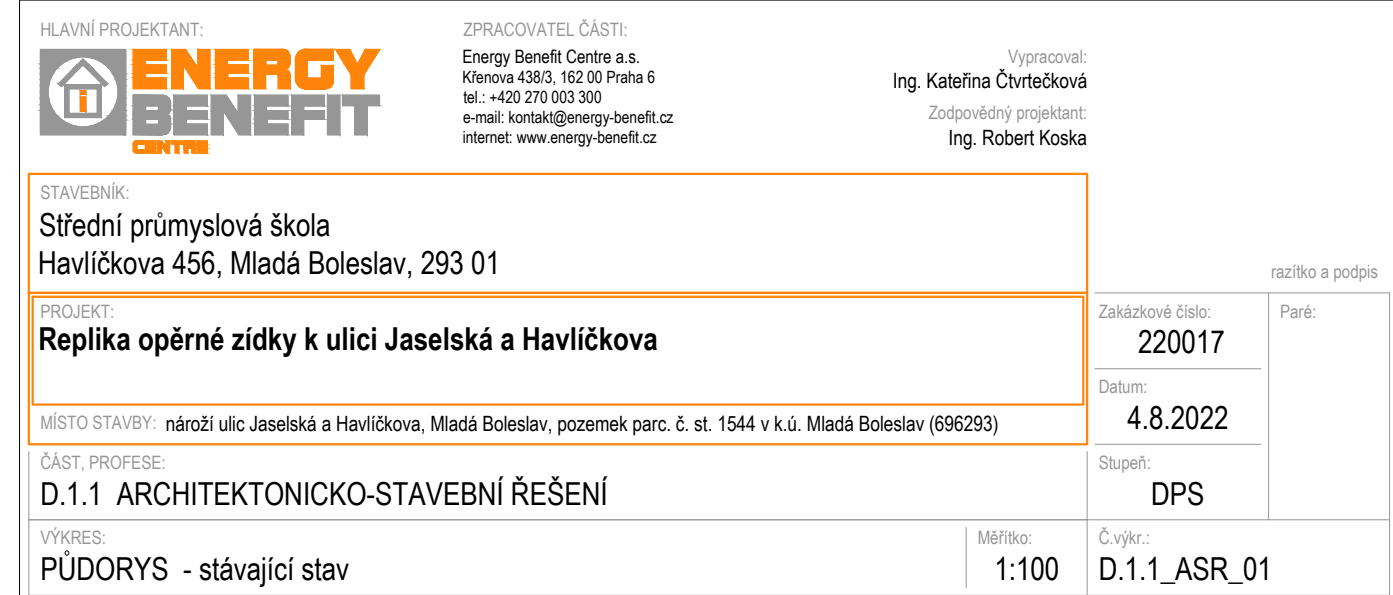 HLAVNÍ PROJEKTANT:
ENERGY
BENEFIT
CENTRE
ZPRACOVATEL ČÁSTI:
Energy Benefit Centre a.s.
Křenova 438/3, 162 00 Praha 6
tel.: +420 270 003 300
e-mail: kontakt@energy-benefit.cz
internet: www.energy-benefit.cz
Vypracoval:
Ing. Kateřina Čtvrtečková
Zodpovědný projektant:
Ing. Robert Koska
STAVEBNÍK:
Střední průmyslová škola
Havlíčkova 456, Mladá Boleslav, 293 01
razítko a podpis
PROJEKT:
Replika opěrné zídky k ulici Jaselská a Havlíčkova
MÍSTO STAVBY: nároží ulic Jaselská a Havlíčkova, Mladá Boleslav, pozemek parc. č. st. 1544 v k.ú. Mladá Boleslav (696293)
Zakázkové číslo:
220017
Paré:
Datum:
4.8.2022
ČÁST, PROFESE:
D.1.1 ARCHITEKTONICKO-STAVEBNÍ ŘEŠENÍ
Stupeň:
DPS
VÝKRES:
PŮDORYS - stávající stav
Měřítko:
1:100
Č.výkr.:
D.1.1_ASR_01